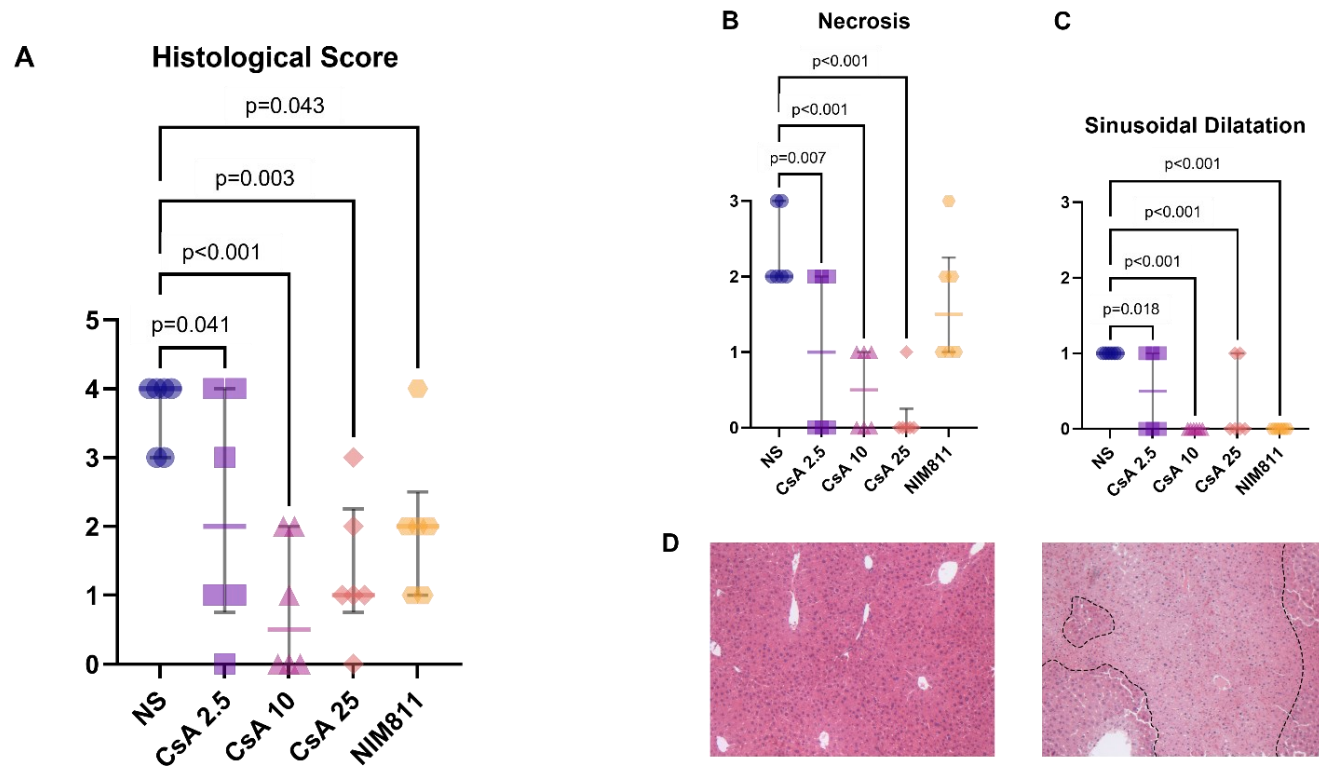 A
Histological Score
p=0.043
p=0.003
p<0.001
p=0.041
5
4
3
2
1
0
NS
CsA 2.5
CsA 10
CsA 25
NIM811
B
Necrosis
p<0.001
p<0.001
p=0.007
3
2
1
0
NS
CsA 2.5
CsA 10
CsA 25
NIM811
C
Sinusoidal Dilatation
p<0.001
p<0.001
p<0.001
p=0.018
3
2
1
0
NS
CsA 2.5
CsA 10
CsA 25
NIM811
D